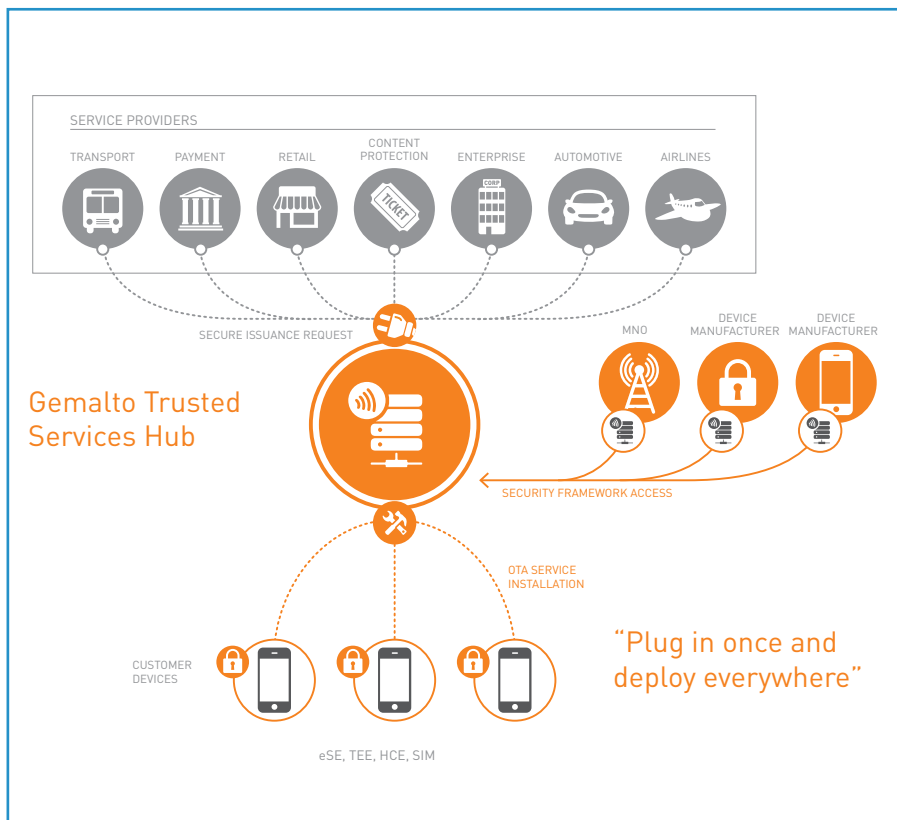 SERVICE PROVIDERS
TRANSPORT
PAYMENT
RETAIL
CONTENT
PROTECTION
ENTERPRISE
AUTOMOTIVE
AIRLINES
TICKET
CORP
SECURE ISSUANCE REQUEST
MNO
DEVICE
MANUFACTURER
DEVICE
MANUFACTURER
Gemalto Trusted
Services Hub
SECURITY FRAMEWORK ACCESS
OTA SERVICE
INSTALLATION
CUSTOMER
DEVICES
“Plug in once and
deploy everywhere”
eSE, TEE, HCE, SIM